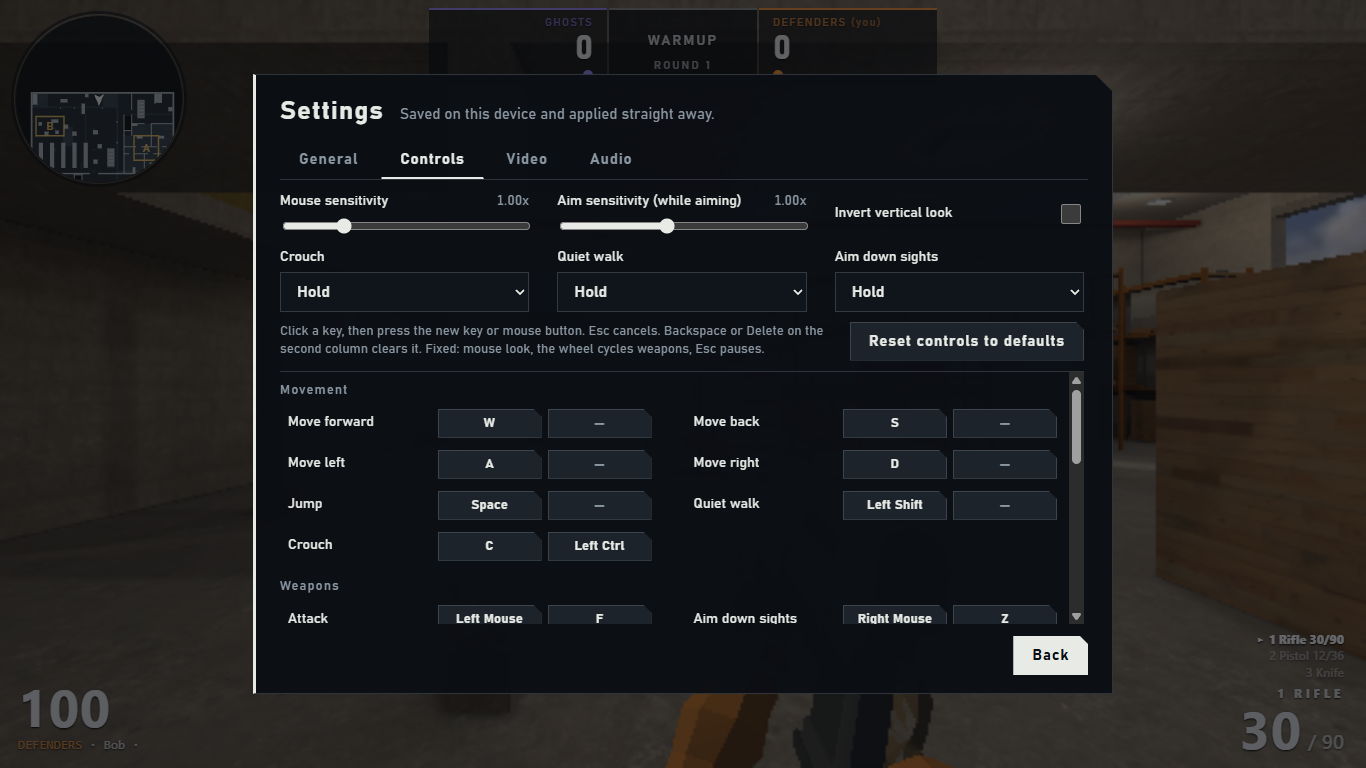 GHOSTS
0
WARMUP
ROUND 1
DEFENDERS (you)
0
B
A
Settings
Saved on this device and applied straight away.
General
Controls
Video
Audio
Mouse sensitivity 1.00x
Aim sensitivity (while aiming) 1.00x
Invert vertical look
Crouch
Hold
Quiet walk
Hold
Aim down sights
Hold
Click a key, then press the new key or mouse button. Esc cancels. Backspace or Delete on the
second column clears it. Fixed: mouse look, the wheel cycles weapons, Esc pauses.
Reset controls to defaults
Movement
Move forward W —
Move back S —
Move left A —
Move right D —
Jump Space —
Quiet walk Left Shift —
Crouch C Left Ctrl
Weapons
Attack Left Mouse F
Aim down sights Right Mouse Z
Back
100
DEFENDERS · Bob ·
1 Rifle 30/90
2 Pistol 12/36
3 Knife
1 RIFLE
30 / 90